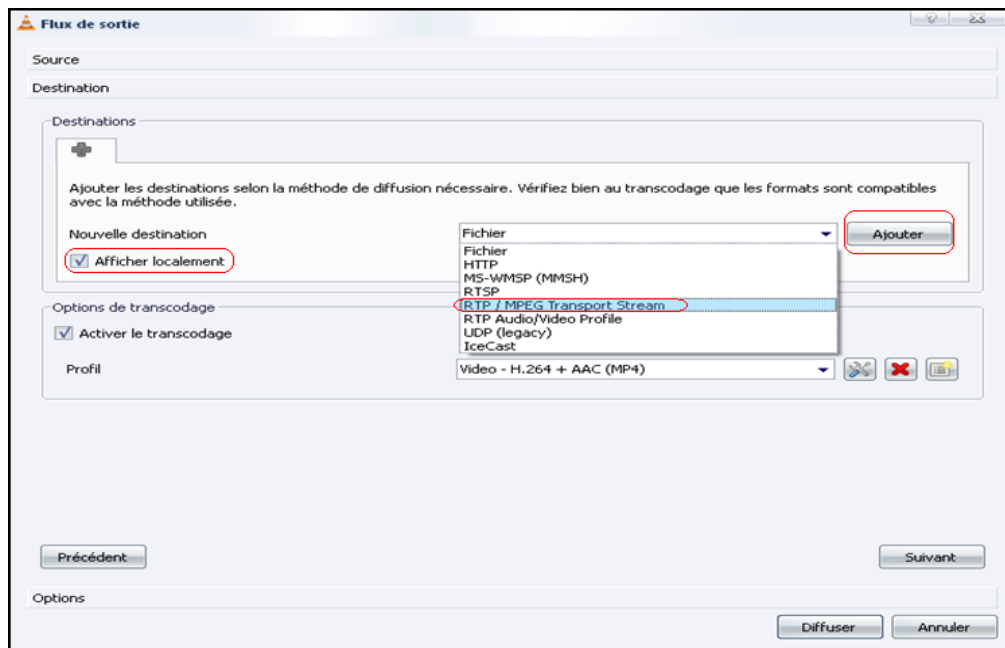 Flux de sortie
Source
Destination
Destinations
Ajouter les destinations selon la méthode de diffusion nécessaire. Vérifiez bien au transcodage que les formats sont compatibles
avec la méthode utilisée.
Nouvelle destination
Fichier
Ajouter
Afficher localement
Fichier
HTTP
MS-WMSP (MMSH)
RTSP
RTP / MPEG Transport Stream
RTP Audio/Video Profile
UDP (legacy)
IceCast
Options de transcodage
Activer le transcodage
Profil
Video - H.264 + AAC (MP4)
Précédent
Suivant
Options
Diffuser
Annuler